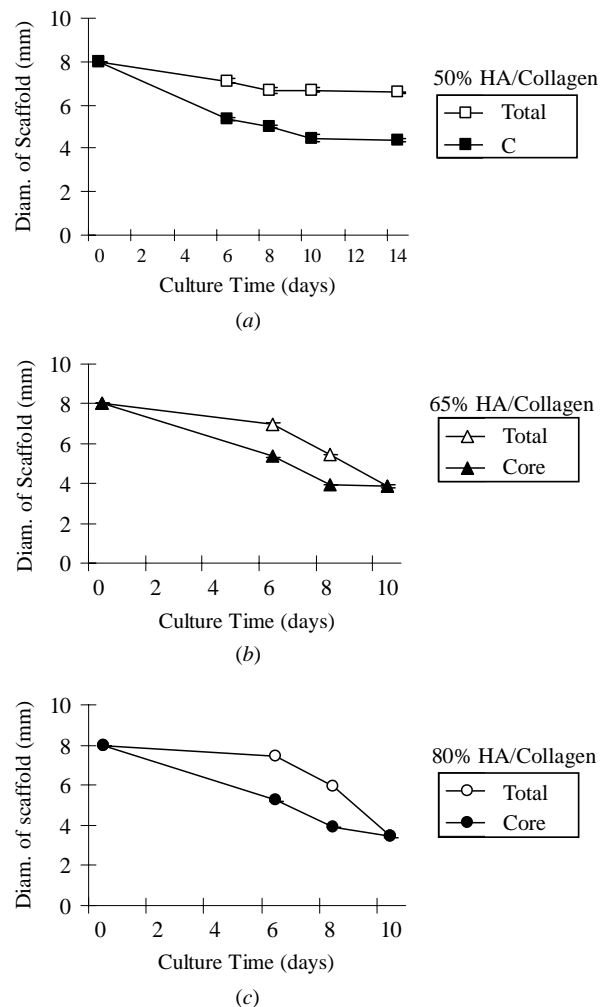 10
8
6
4
2
0
Diam. of Scaffold (mm)
0 2 4 6 8 10 12 14
Culture Time (days)
(a)
50% HA/Collagen
Total
C
10
8
6
4
2
0
Diam. of Scaffold (mm)
0 2 4 6 8 10
Culture Time (days)
(b)
65% HA/Collagen
Total
Core
10
8
6
4
2
0
Diam. of scaffold (mm)
0 2 4 6 8 10
Culture Time (days)
(c)
80% HA/Collagen
Total
Core